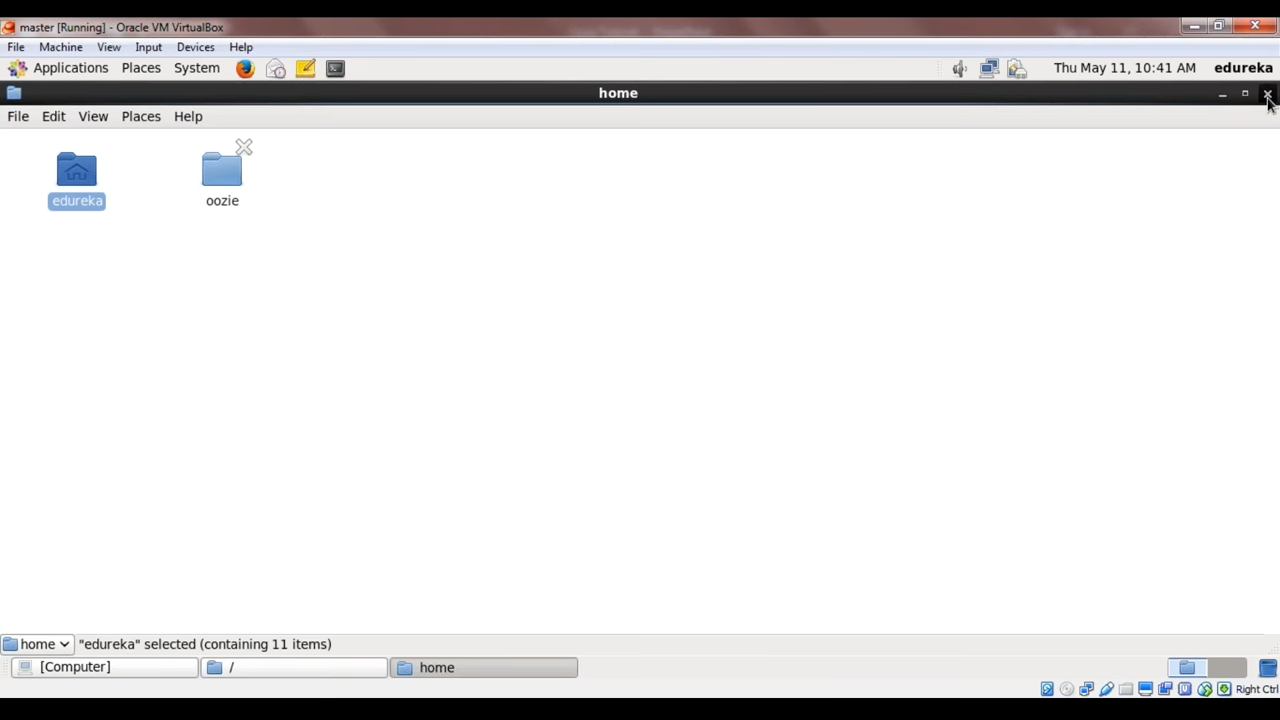 master [Running] - Oracle VM VirtualBox
File Machine View Input Devices Help
Applications Places System Thu May 11, 10:41 AM edureka
home
File Edit View Places Help
edureka oozie
home "edureka" selected (containing 11 items)
[Computer] / home
Right Ctrl